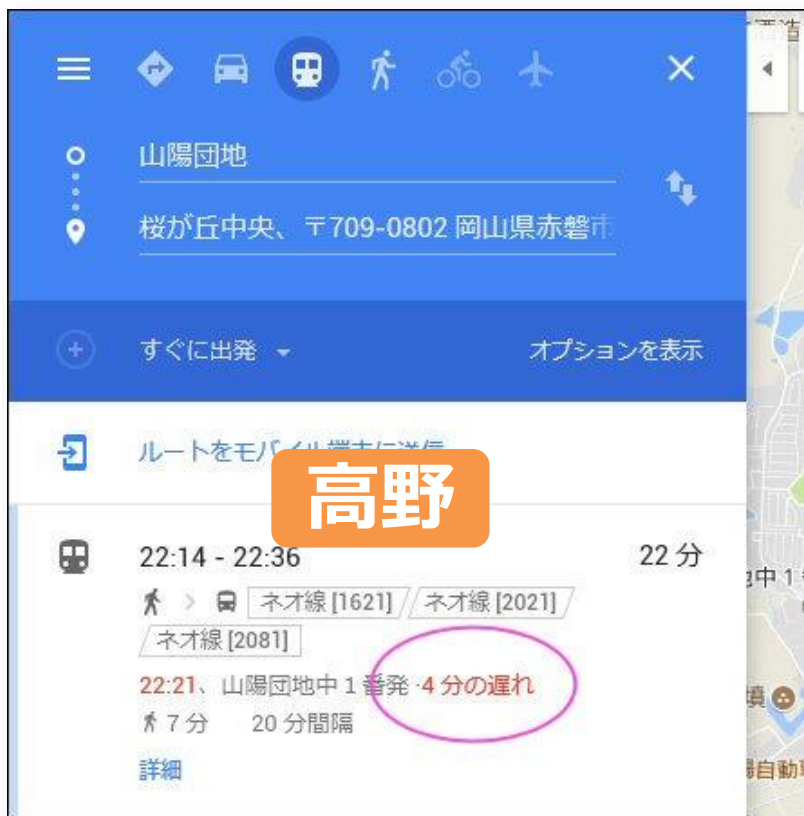 山陽団地
桜が丘中央、〒709-0802 岡山県赤磐市
すぐに出発
オプションを表示
ルートをモバイル端末に送信
高野
22:14 - 22:36
22 分
ネオ線 [1621]
ネオ線 [2021]
ネオ線 [2081]
22:21、山陽団地中1番発 ·4 分の遅れ
7 分 20 分間隔
詳細